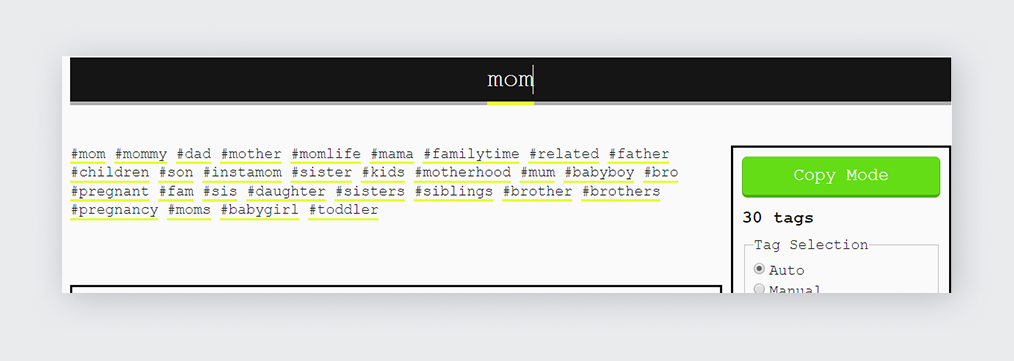 mom
#mom #mommy #dad #mother #momlife #mama #familytime #related #father
#children #son #instamom #sister #kids #motherhood #mum #babyboy #bro
#pregnant #fam #sis #daughter #sisters #siblings #brother #brothers
#pregnancy #moms #babygirl #toddler
Copy Mode
30 tags
Tag Selection
Auto
Manual